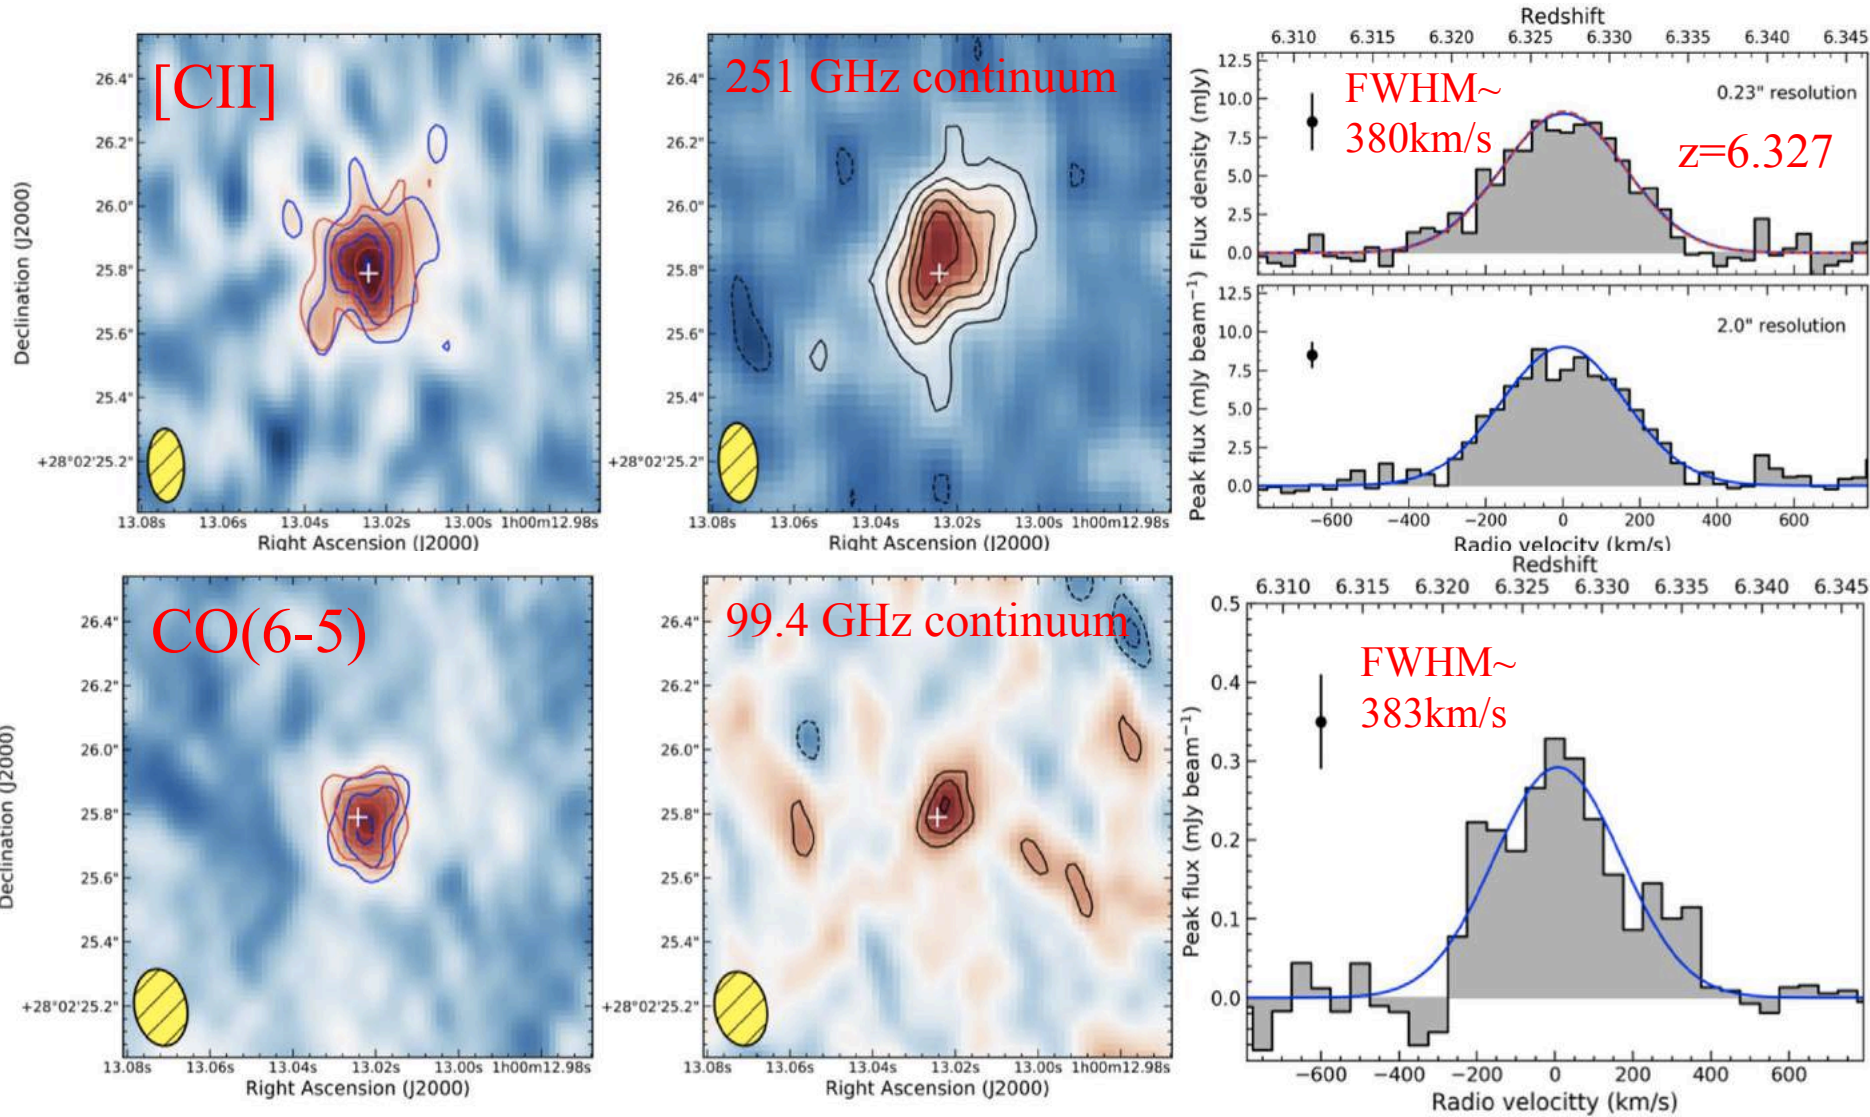 [CII]
26.4"
26.2"
26.0"
25.8"
25.6"
25.4"
+28°02'25.2"
Declination (J2000)
13.08s 13.06s 13.04s 13.02s 13.00s 1h00m12.98s
Right Ascension (J2000)
251 GHz continuum
26.4"
26.2"
26.0"
25.8"
25.6"
25.4"
+28°02'25.2"
13.08s 13.06s 13.04s 13.02s 13.00s 1h00m12.98s
Right Ascension (J2000)
Redshift
6.310 6.315 6.320 6.325 6.330 6.335 6.340 6.345
12.5
10.0
7.5
5.0
2.5
0.0
Flux density (mJy)
FWHM~
380km/s
0.23" resolution
z=6.327
12.5
10.0
7.5
5.0
2.5
0.0
Peak flux (mJy beam⁻¹)
2.0" resolution
−600 −400 −200 0 200 400 600
Radio velocity (km/s)
CO(6-5)
26.4"
26.2"
26.0"
25.8"
25.6"
25.4"
+28°02'25.2"
Declination (J2000)
13.08s 13.06s 13.04s 13.02s 13.00s 1h00m12.98s
Right Ascension (J2000)
99.4 GHz continuum
26.4"
26.2"
26.0"
25.8"
25.6"
25.4"
+28°02'25.2"
13.08s 13.06s 13.04s 13.02s 13.00s 1h00m12.98s
Right Ascension (J2000)
Redshift
6.310 6.315 6.320 6.325 6.330 6.335 6.340 6.345
0.5
0.4
0.3
0.2
0.1
0.0
Peak flux (mJy beam⁻¹)
FWHM~
383km/s
−600 −400 −200 0 200 400 600
Radio velocitty (km/s)